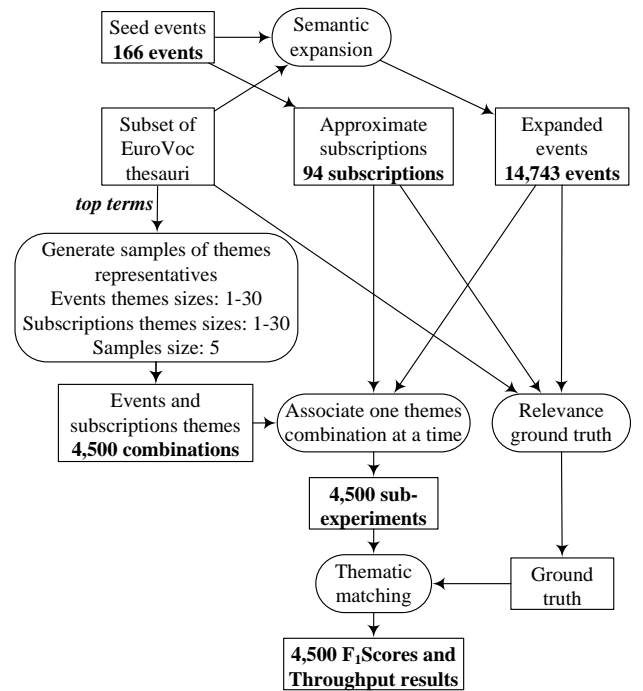 Seed events
166 events
Semantic
expansion
Subset of
EuroVoc
thesauri
Approximate
subscriptions
94 subscriptions
Expanded
events
14,743 events
top terms
Generate samples of themes
representatives
Events themes sizes: 1-30
Subscriptions themes sizes: 1-30
Samples size: 5
Events and
subscriptions themes
4,500 combinations
Associate one themes
combination at a time
Relevance
ground truth
4,500 sub-
experiments
Thematic
matching
Ground
truth
4,500 F1Scores and
Throughput results